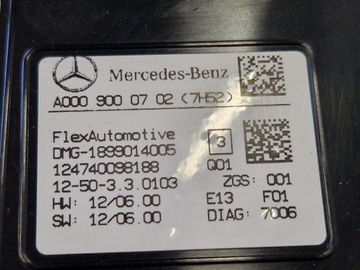 Mercedes-Benz
A000 900 07 02 (7H52)
FlexAutomotive
DMG-1899014005
3
124740098188
Q01
12-50-3.3.0103
ZGS: 001
HW: 12/06.00
E13 F01
SW: 12/06.00
DIAG: 7006